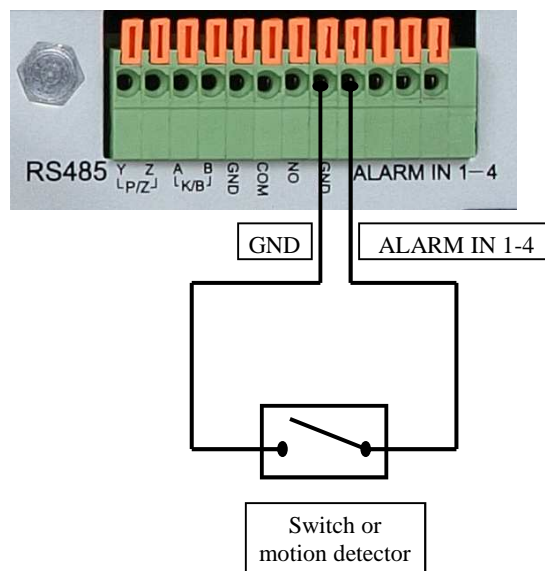 RS485
Y Z A B GND COM NO GND ALARM IN 1-4
P/Z K/B
GND
ALARM IN 1-4
Switch or
motion detector